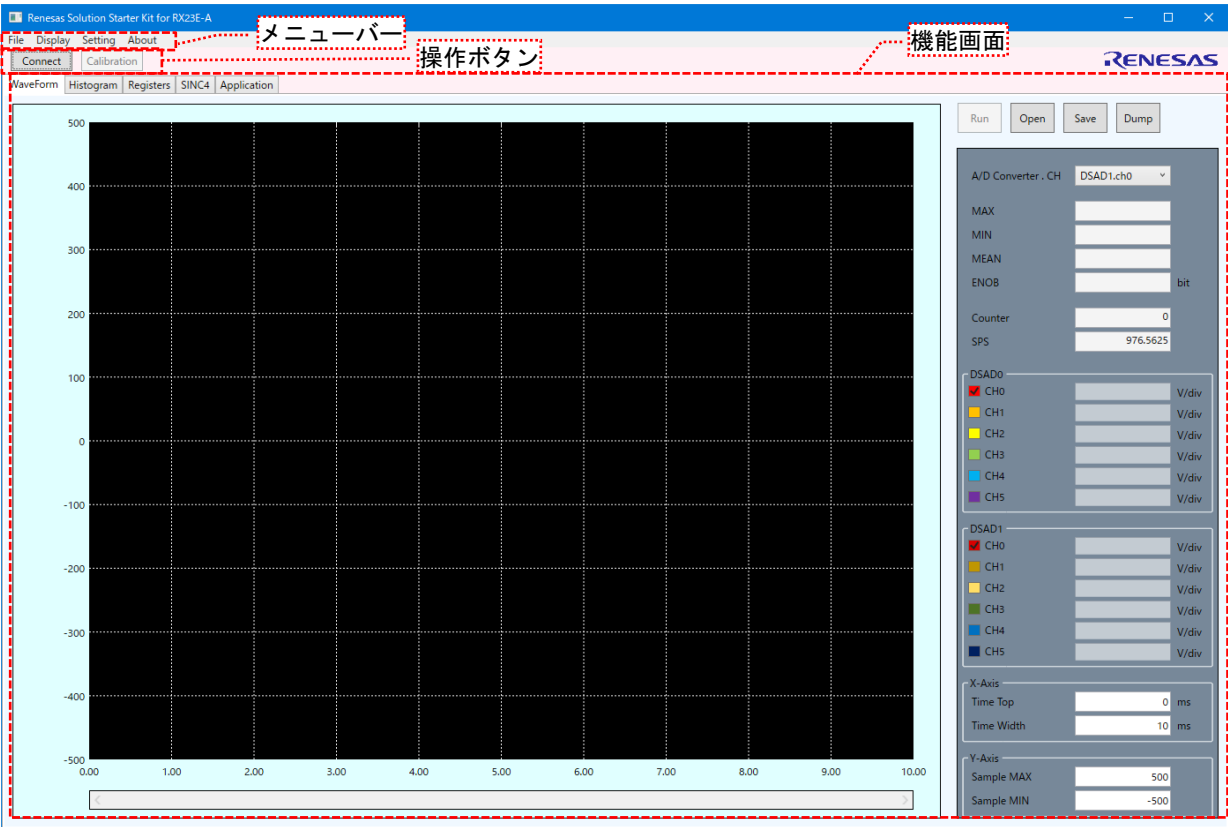 Renesas Solution Starter Kit for RX23E-A
メニューバー
機能画面
File Display Setting About
操作ボタン
Connect Calibration
RENESAS
WaveForm Histogram Registers SINC4 Application
Run Open Save Dump
500
400
300
200
100
0
-100
-200
-300
-400
-500
0.00 1.00 2.00 3.00 4.00 5.00 6.00 7.00 8.00 9.00 10.00
A/D Converter . CH DSAD1.ch0
MAX
MIN
MEAN
ENOB bit
Counter 0
SPS 976.5625
DSAD0
CH0 V/div
CH1 V/div
CH2 V/div
CH3 V/div
CH4 V/div
CH5 V/div
DSAD1
CH0 V/div
CH1 V/div
CH2 V/div
CH3 V/div
CH4 V/div
CH5 V/div
X-Axis
Time Top 0 ms
Time Width 10 ms
Y-Axis
Sample MAX 500
Sample MIN -500